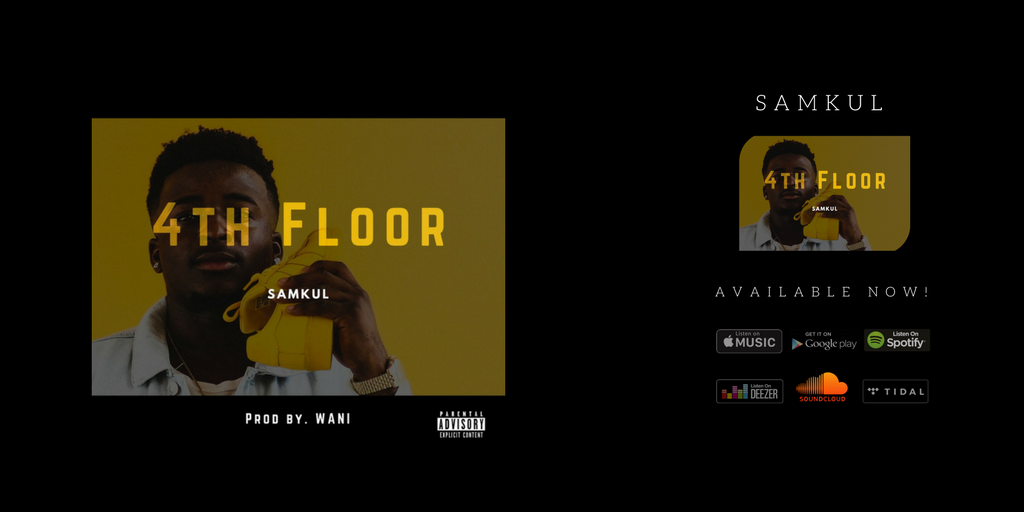 4TH FLOOR
SAMKUL
PROD BY. WANI
PARENTAL
ADVISORY
EXPLICIT CONTENT
SAMKUL
4TH FLOOR
SAMKUL
AVAILABLE NOW!
Listen on
MUSIC
GET IT ON
Google play
Listen On
Spotify
Listen On
DEEZER
SOUNDCLOUD
TIDAL